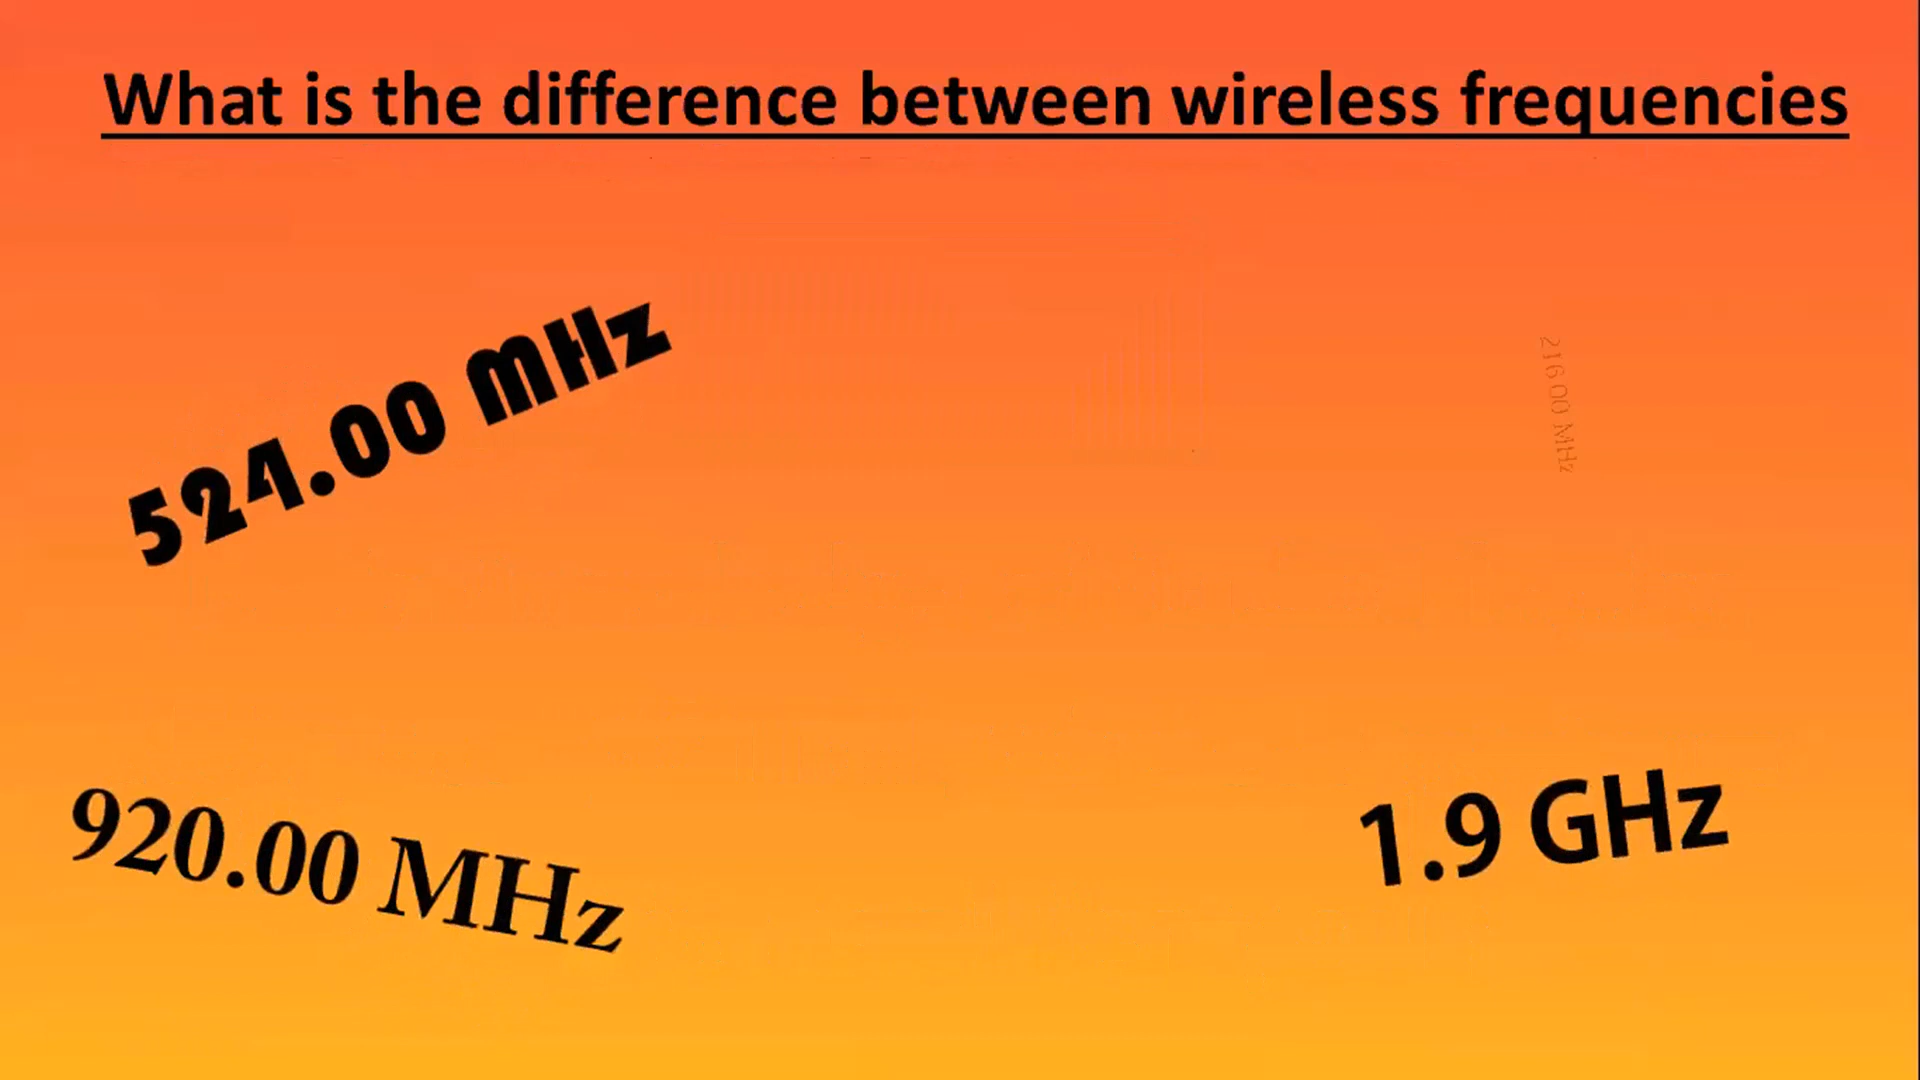 What is the difference between wireless frequencies
524.00 MHz
216.00 MHz
920.00 MHz
1.9 GHz